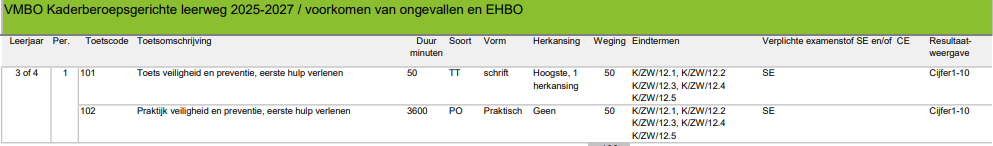 VMBO Kaderberoepsgerichte leerweg 2025-2027 / voorkomen van ongevallen en EHBO
Leerjaar Per. Toetscode Toetsomschrijving Duur minuten Soort Vorm Herkansing Weging Eindtermen Verplichte examenstof SE en/of CE Resultaat-weergave
3 of 4 1 101 Toets veiligheid en preventie, eerste hulp verlenen 50 TT schrift Hoogste, 1 herkansing 50 K/ZW/12.1, K/ZW/12.2 K/ZW/12.3, K/ZW/12.4 K/ZW/12.5 SE Cijfer1-10
102 Praktijk veiligheid en preventie, eerste hulp verlenen 3600 PO Praktisch Geen 50 K/ZW/12.1, K/ZW/12.2 K/ZW/12.3, K/ZW/12.4 K/ZW/12.5 SE Cijfer1-10